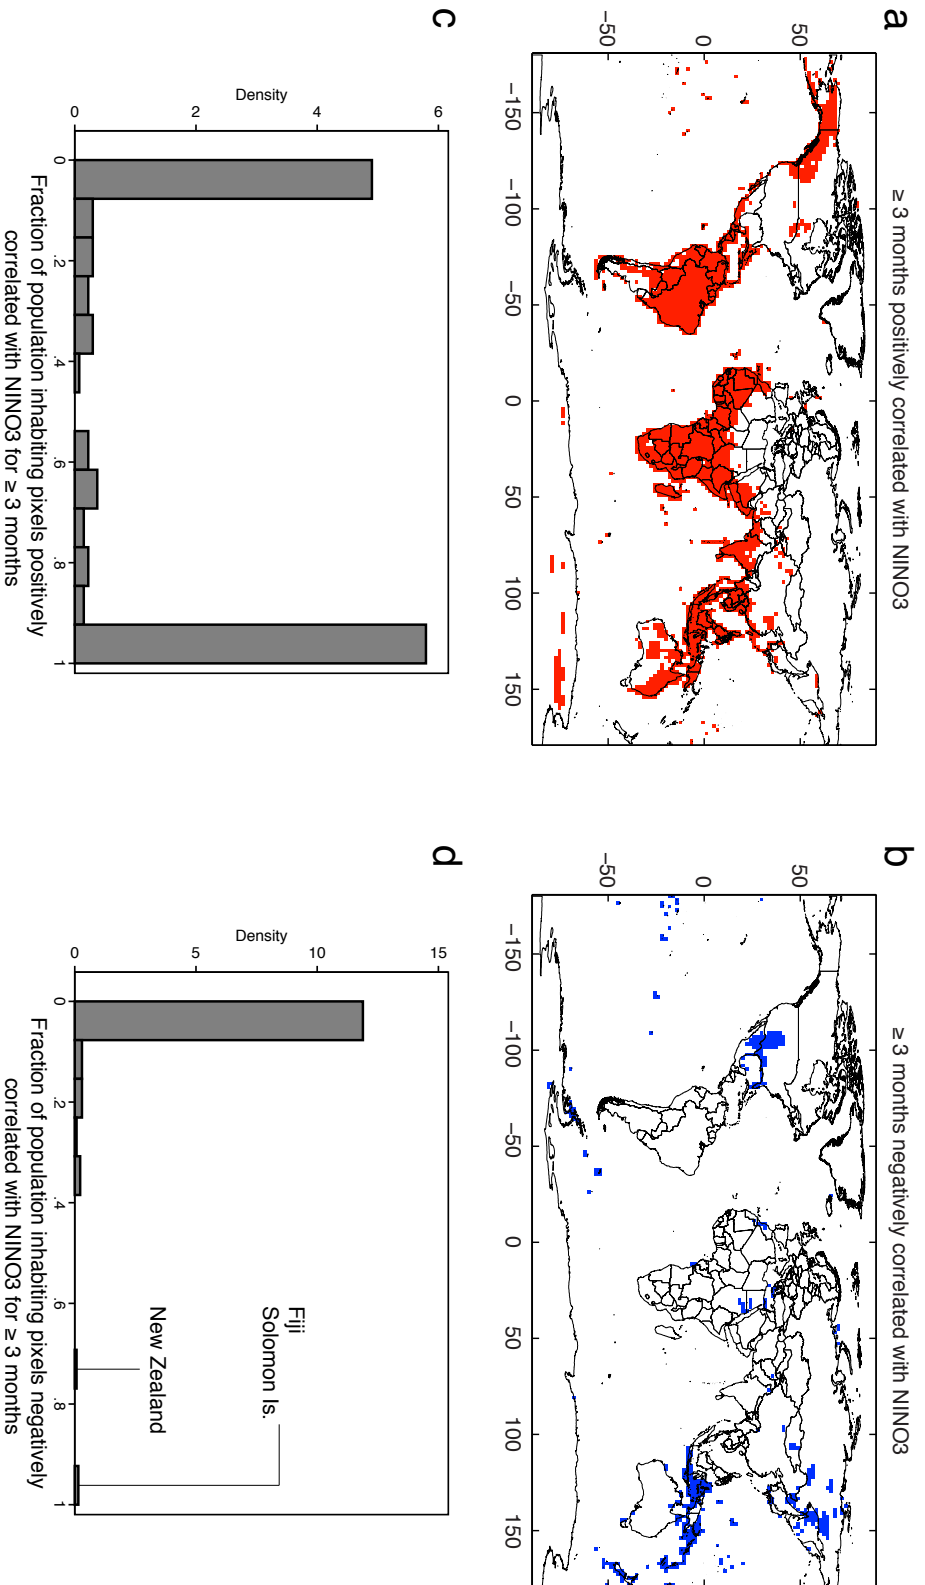 a
≥ 3 months positively correlated with NINO3
50
0
−50
−150
−100
−50
0
50
100
150
b
≥ 3 months negatively correlated with NINO3
50
0
−50
−150
−100
−50
0
50
100
150
c
Density
6
4
2
0
0
.2
.4
.6
.8
1
Fraction of population inhabiting pixels positively
correlated with NINO3 for ≥ 3 months
d
Density
15
10
5
0
Fiji
Solomon Is.
New Zealand
0
.2
.4
.6
.8
1
Fraction of population inhabiting pixels negatively
correlated with NINO3 for ≥ 3 months